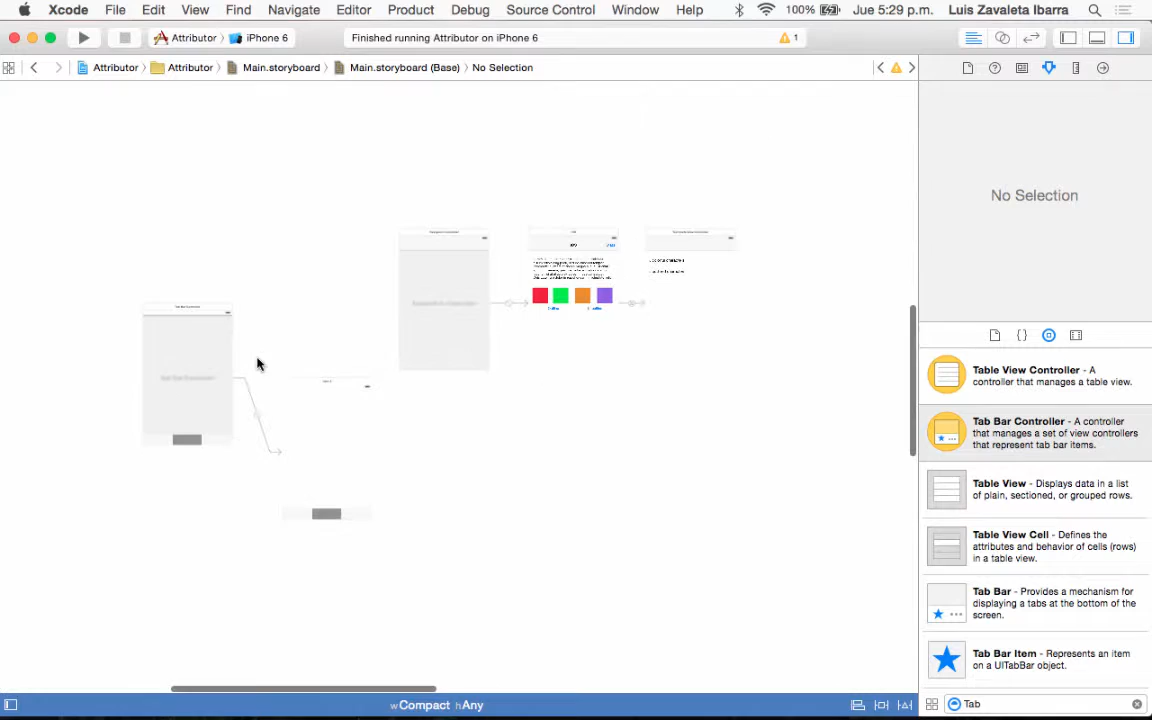 Xcode File Edit View Find Navigate Editor Product Debug Source Control Window Help 100% Jue 5:29 p.m. Luis Zavaleta Ibarra
Attributor iPhone 6 Finished running Attributor on iPhone 6 1
Attributor Attributor Main.storyboard Main.storyboard (Base) No Selection
No Selection
Tab Bar Controller
Table View Controller - A
controller that manages a table view.
Tab Bar Controller - A controller
that manages a set of view controllers
that represent tab bar items.
Table View - Displays data in a list
of plain, sectioned, or grouped rows.
Table View Cell - Defines the
attributes and behavior of cells (rows)
in a table view.
Tab Bar - Provides a mechanism for
displaying a tabs at the bottom of the
screen.
Tab Bar Item - Represents an item
on a UITabBar object.
wCompact hAny
Tab